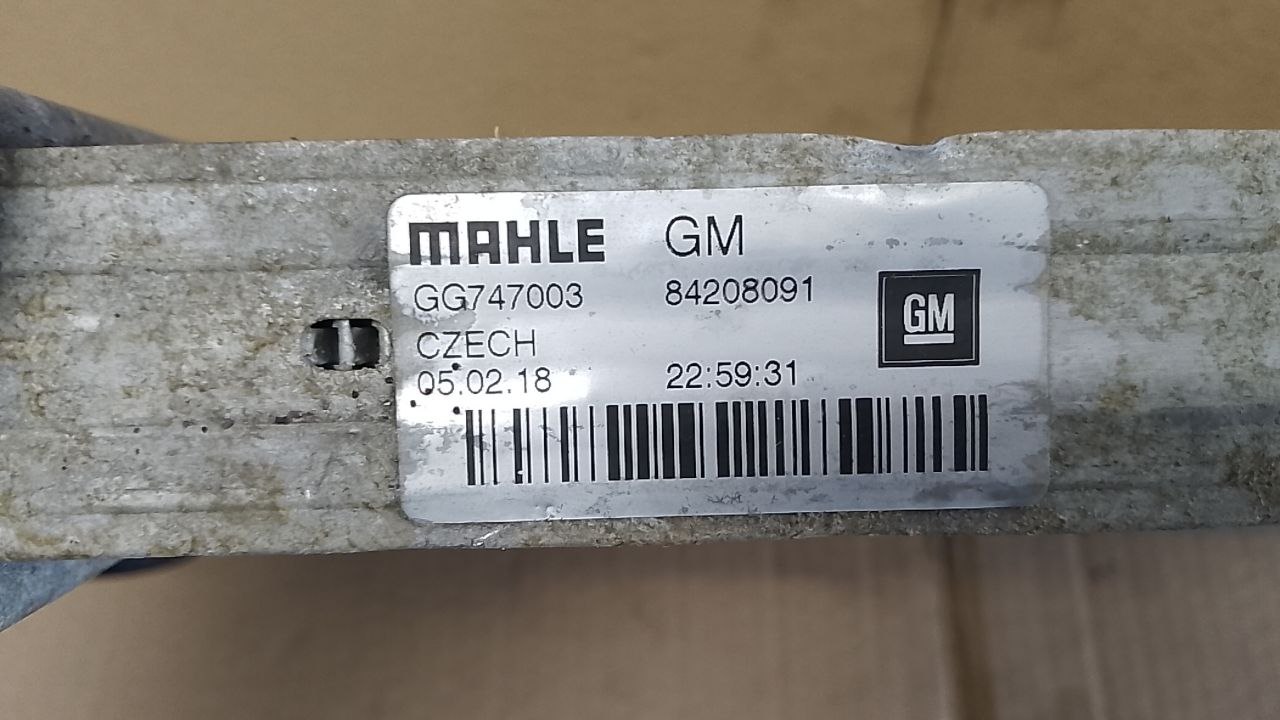 MAHLE GM
GG747003 84208091
GM
CZECH
05.02.18 22:59:31